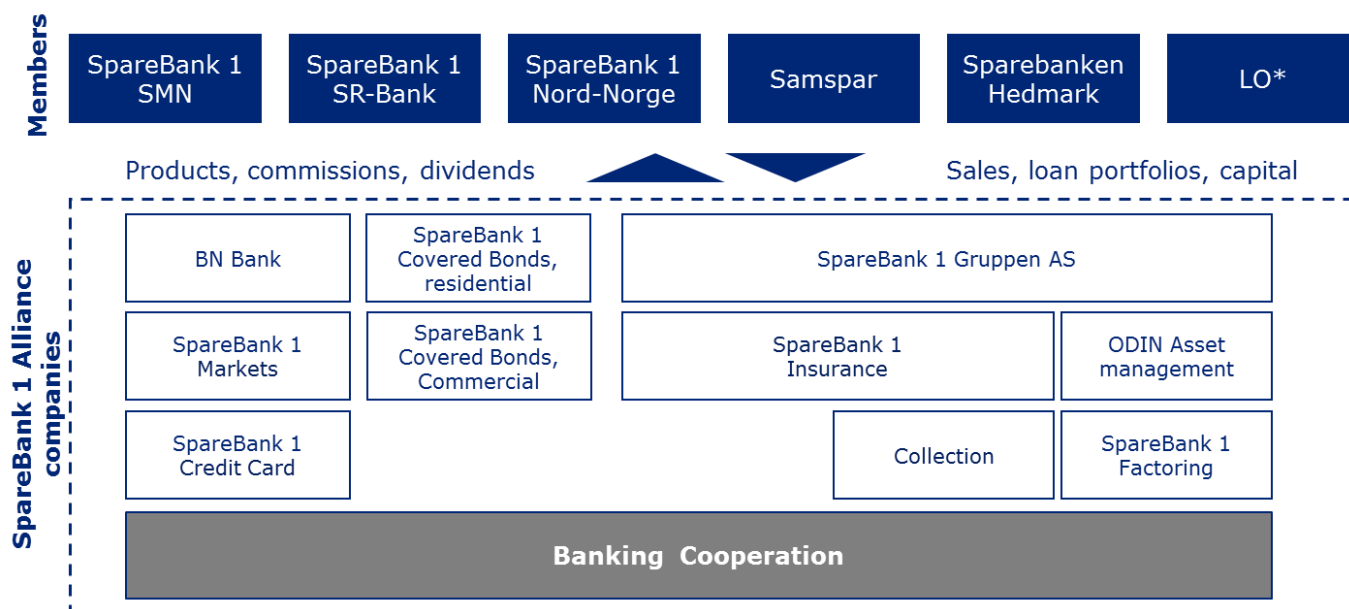 Members
SpareBank 1
SMN
SpareBank 1
SR-Bank
SpareBank 1
Nord-Norge
Samspar
Sparebanken
Hedmark
LO*
Products, commissions, dividends
Sales, loan portfolios, capital
SpareBank 1 Alliance
companies
BN Bank
SpareBank 1
Covered Bonds,
residential
SpareBank 1 Gruppen AS
SpareBank 1
Markets
SpareBank 1
Covered Bonds,
Commercial
SpareBank 1
Insurance
ODIN Asset
management
SpareBank 1
Credit Card
Collection
SpareBank 1
Factoring
Banking Cooperation